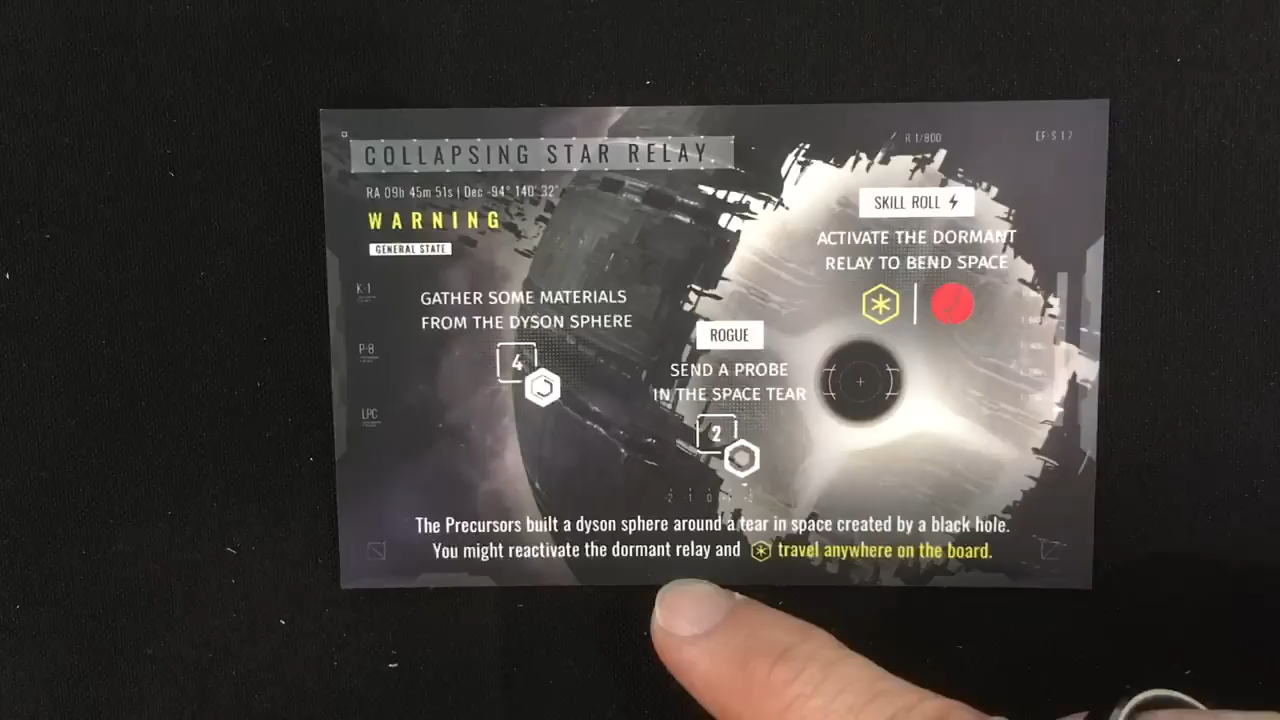 COLLAPSING STAR RELAY
R 1/800
RA 09h 45m 51s | Dec -94° 140' 32"
WARNING
GENERAL STATE
SKILL ROLL
ACTIVATE THE DORMANT
RELAY TO BEND SPACE
K-1
GATHER SOME MATERIALS
FROM THE DYSON SPHERE
4
P-8
ROGUE
SEND A PROBE
IN THE SPACE TEAR
2
LPC
The Precursors built a dyson sphere around a tear in space created by a black hole.
You might reactivate the dormant relay and travel anywhere on the board.